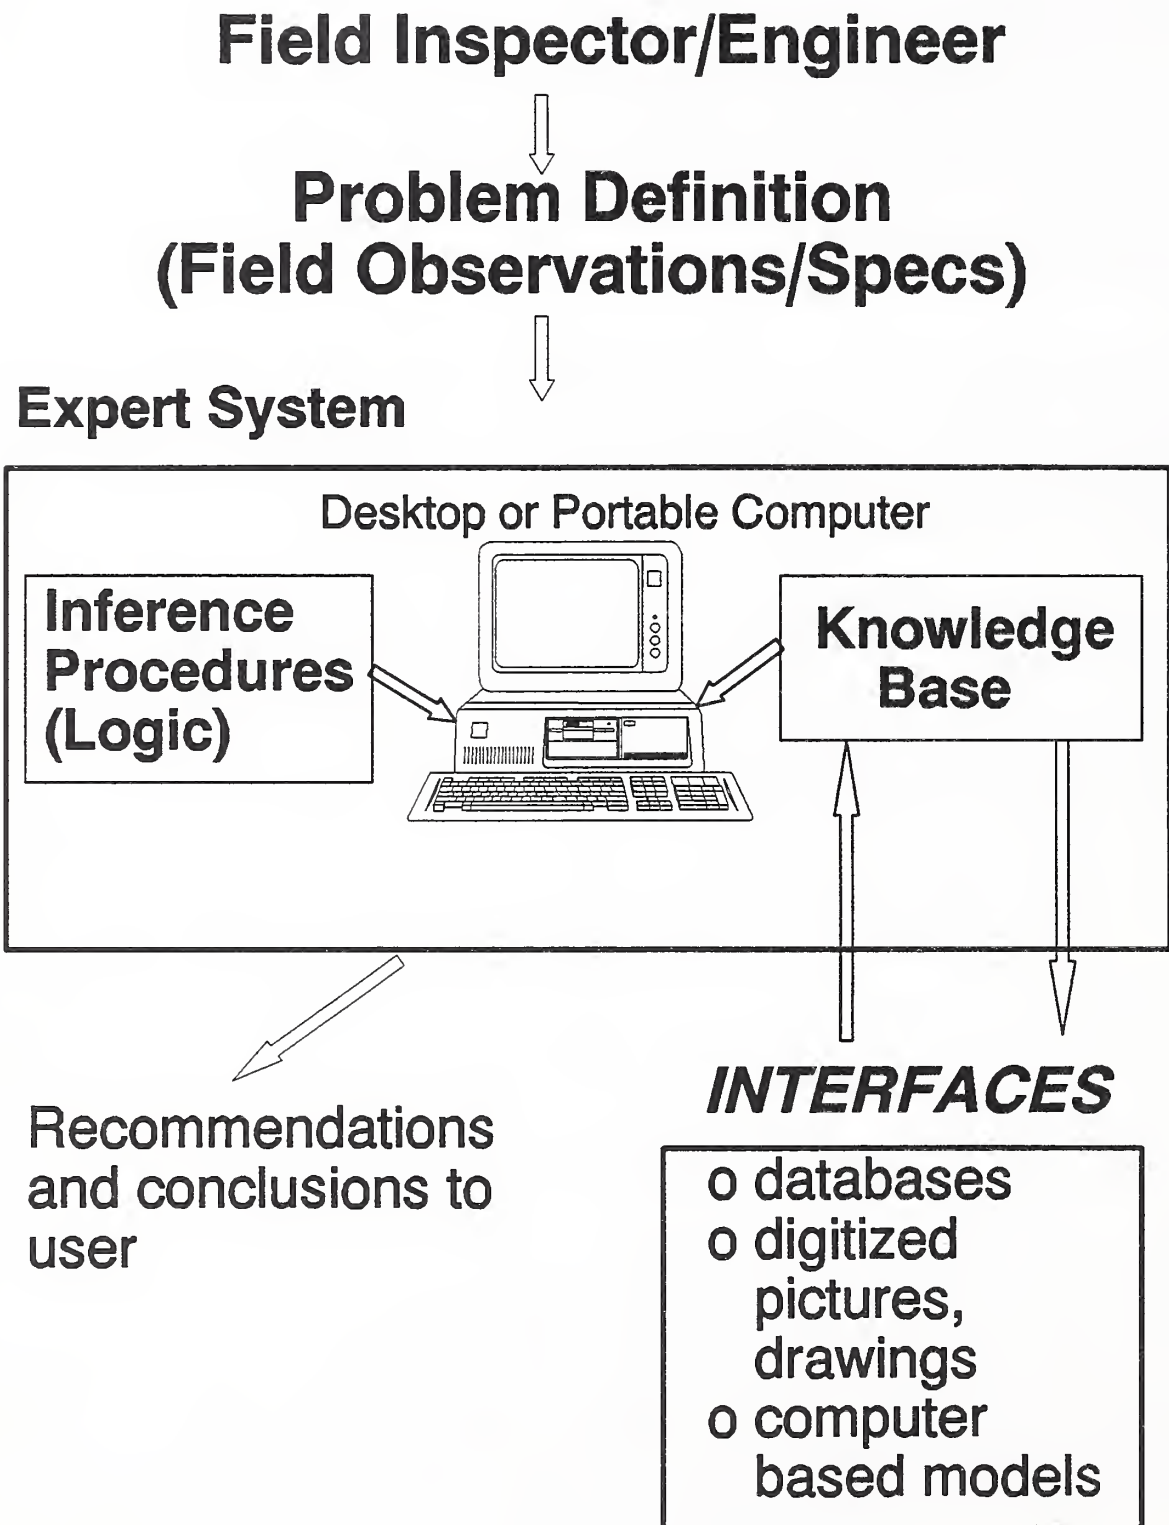 Field Inspector/Engineer
Problem Definition
(Field Observations/Specs)
Expert System
Desktop or Portable Computer
Inference
Procedures
(Logic)
Knowledge
Base
Recommendations
and conclusions to
user
INTERFACES
o databases
o digitized
pictures,
drawings
o computer
based models